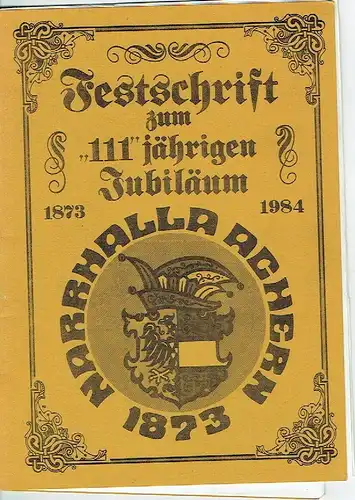 Festschrift
zum
„111" jährigen
Jubiläum
1873 1984
NARRHALLA ACHERN
1873